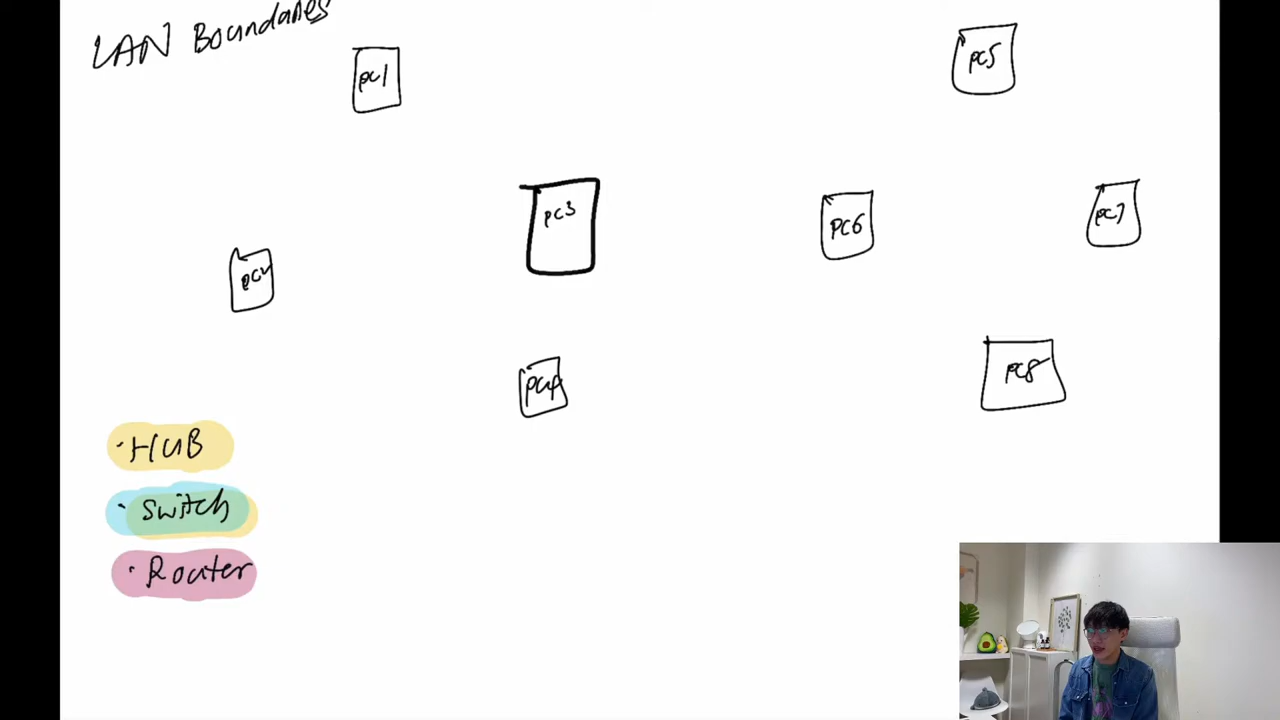 LAN Boundaries
pc1
pc5
pc3
pc6
pc7
pc2
pc4
pc8
· HUB
· Switch
· Router